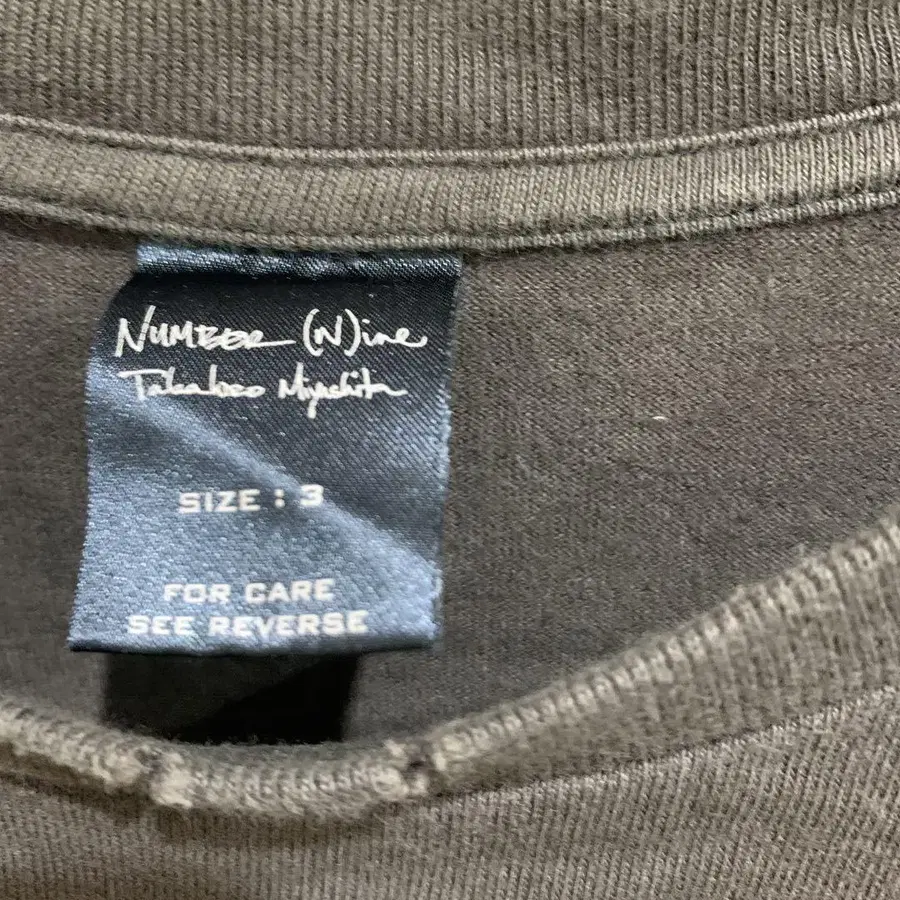 NUMBER (N)ine
Takahiro Miyashita
SIZE : 3
FOR CARE
SEE REVERSE